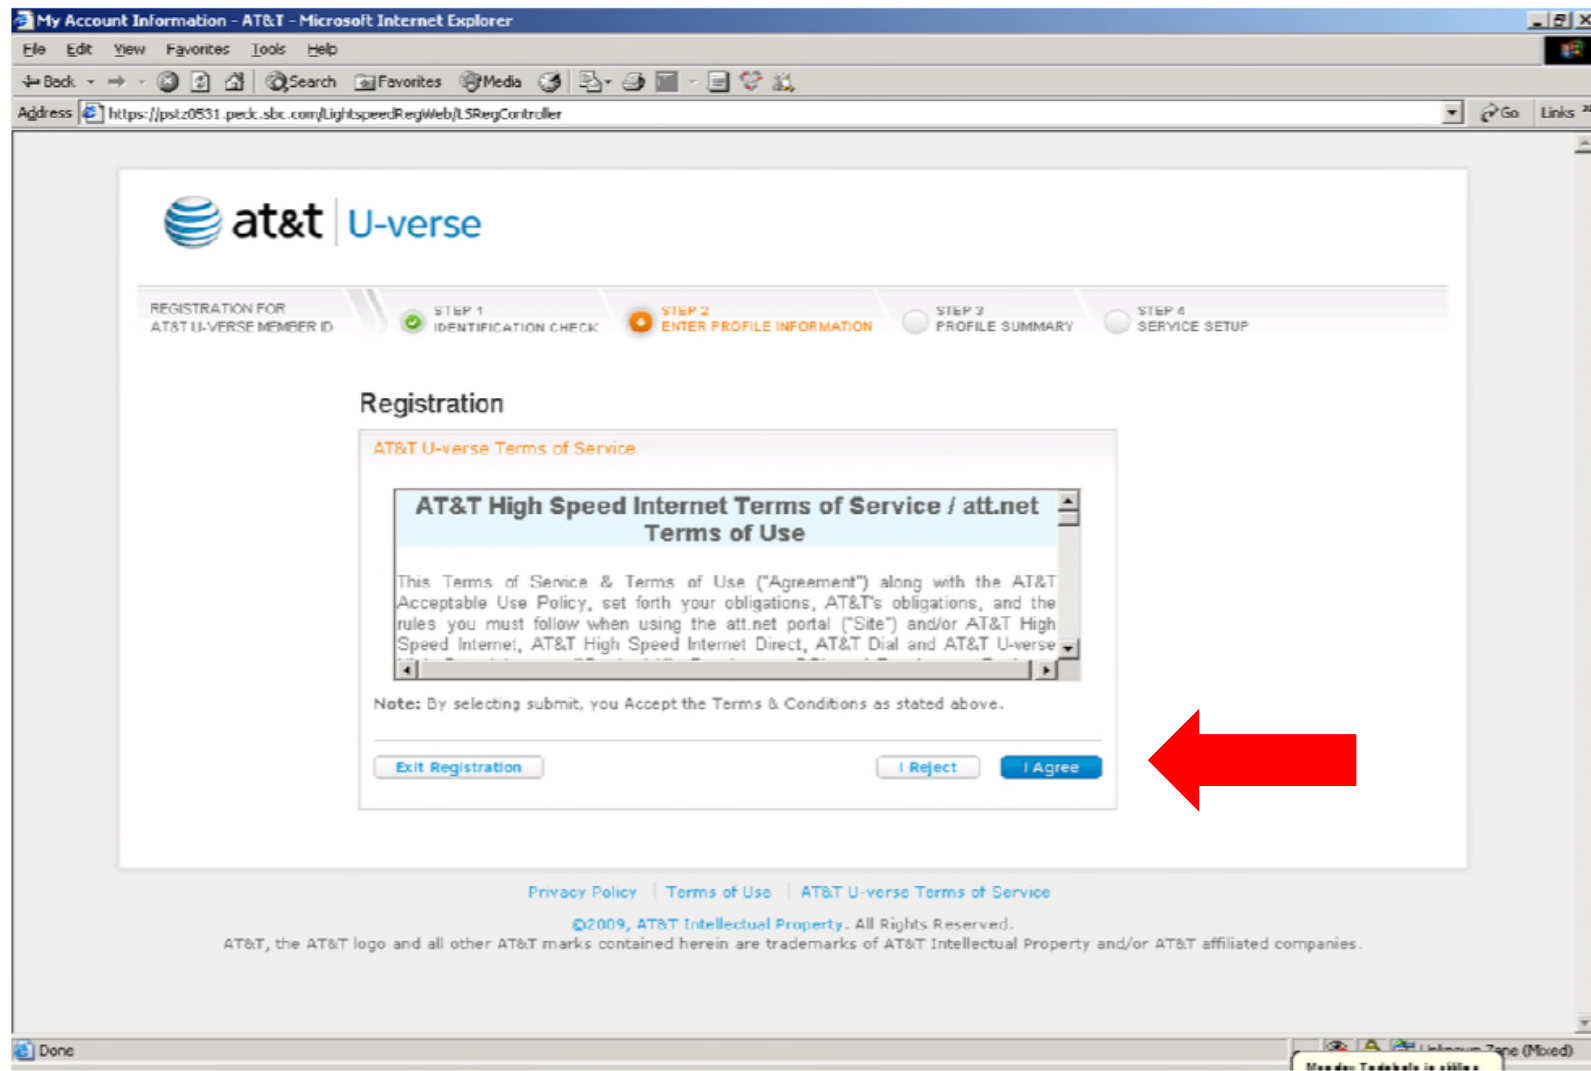 My Account Information - AT&T - Microsoft Internet Explorer
File Edit View Favorites Tools Help
Back Search Favorites Media
Address https://pstz0531.pedc.sbc.com/LightspeedRegWeb/LSRegController Go Links
at&t U-verse
REGISTRATION FOR
AT&T U-VERSE MEMBER ID
STEP 1
IDENTIFICATION CHECK
STEP 2
ENTER PROFILE INFORMATION
STEP 3
PROFILE SUMMARY
STEP 4
SERVICE SETUP
Registration
AT&T U-verse Terms of Service
AT&T High Speed Internet Terms of Service / att.net
Terms of Use
This Terms of Service & Terms of Use ("Agreement") along with the AT&T
Acceptable Use Policy, set forth your obligations, AT&T's obligations, and the
rules you must follow when using the att.net portal ("Site") and/or AT&T High
Speed Internet, AT&T High Speed Internet Direct, AT&T Dial and AT&T U-verse
Note: By selecting submit, you Accept the Terms & Conditions as stated above.
Exit Registration I Reject I Agree
Privacy Policy | Terms of Use | AT&T U-verse Terms of Service
©2009, AT&T Intellectual Property. All Rights Reserved.
AT&T, the AT&T logo and all other AT&T marks contained herein are trademarks of AT&T Intellectual Property and/or AT&T affiliated companies.
Done Unknown Zone (Mixed)